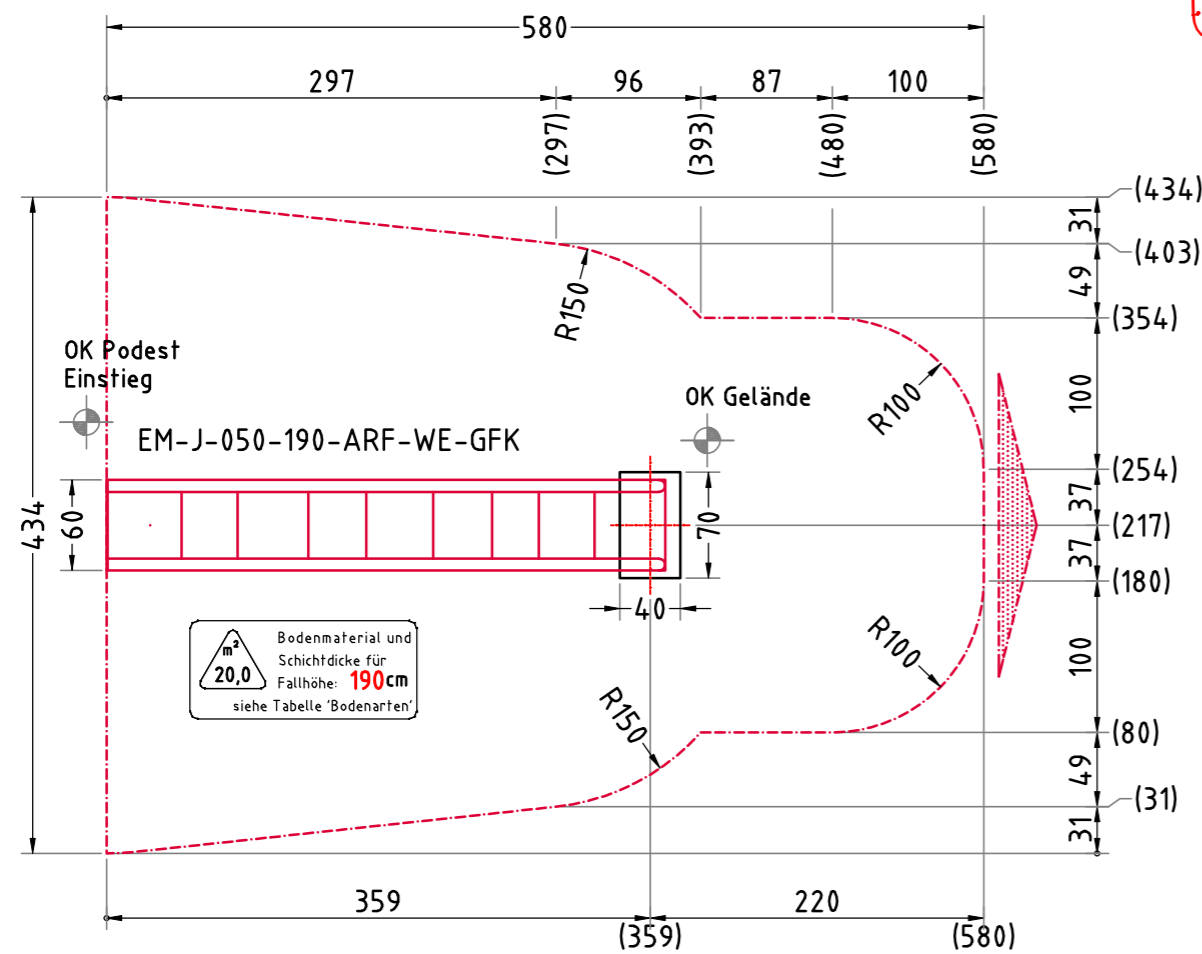 580
297
96
87
100
(297)
(393)
(480)
(580)
(434)
31
(403)
49
(354)
R150
OK Podest
Einstieg
OK Gelände
R100
100
EM-J-050-190-ARF-WE-GFK
(254)
37
434
60
70
(217)
37
(180)
40
m²
20,0
Bodenmaterial und
Schichtdicke für
Fallhöhe: 190cm
siehe Tabelle 'Bodenarten'
R100
100
R150
(80)
49
(31)
31
359
220
(359)
(580)